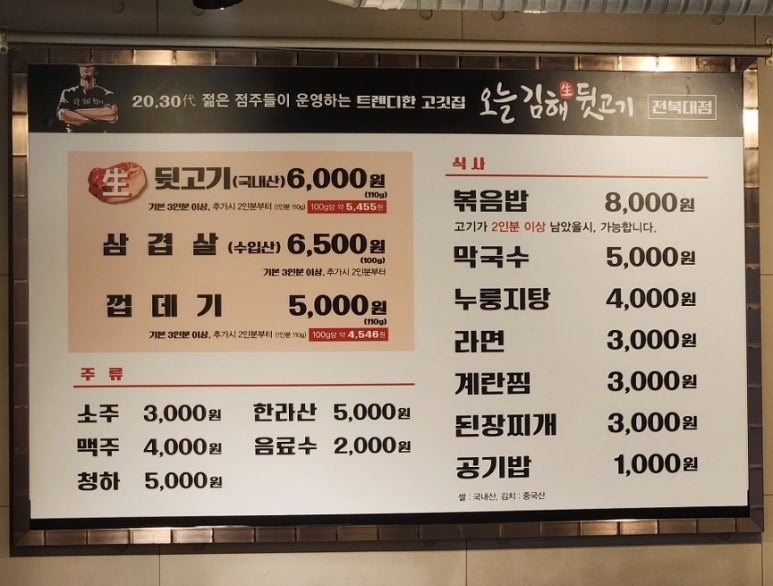 20,30代 젊은 점주들이 운영하는 트렌디한 고깃집 오늘김해生뒷고기 전북대점
生 뒷고기(국내산) 6,000원
(110g)
기본 3인분 이상, 추가시 2인분부터 (1인분 110g) 100g당 약 5,455원
삼겹살 (수입산) 6,500원
(100g)
기본 3인분 이상, 추가시 2인분부터
껍데기 5,000원
(110g)
기본 3인분 이상, 추가시 2인분부터 (1인분 110g) 100g당 약 4,546원
주류
소주 3,000원 한라산 5,000원
맥주 4,000원 음료수 2,000원
청하 5,000원
식사
볶음밥 8,000원
고기가 2인분 이상 남았을시, 가능합니다.
막국수 5,000원
누룽지탕 4,000원
라면 3,000원
계란찜 3,000원
된장찌개 3,000원
공기밥 1,000원
쌀 : 국내산, 김치 : 중국산